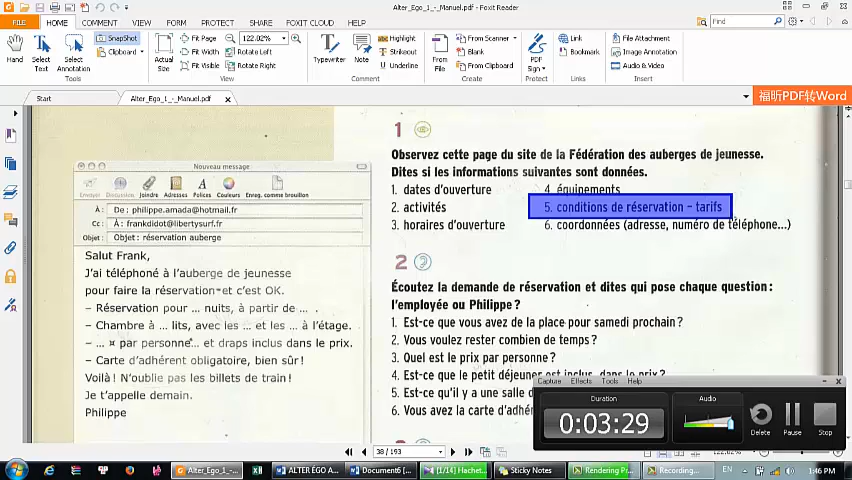 Alter_Ego_1_-_Manuel.pdf - Foxit Reader
FILE HOME COMMENT VIEW FORM PROTECT SHARE FOXIT CLOUD HELP
Find
Hand
Select Text
Select Annotation
SnapShot
Clipboard
Tools
Actual Size
Fit Page
Fit Width
Fit Visible
122.02%
Rotate Left
Rotate Right
View
Typewriter
Note
Highlight
Strikeout
Underline
Comment
From File
From Scanner
Blank
From Clipboard
Create
PDF Sign
Protect
Link
Bookmark
Links
File Attachment
Image Annotation
Audio & Video
Insert
Start
Alter_Ego_1_-_Manuel.pdf
福昕PDF转Word
Nouveau message
Envoyer Discussion Joindre Adresses Polices Couleurs Enreg. comme brouillon
À : De : philippe.amada@hotmail.fr
Cc : À : frankdidot@libertysurf.fr
Objet : Objet : réservation auberge
Salut Frank,
J'ai téléphoné à l'auberge de jeunesse
pour faire la réservation et c'est OK.
– Réservation pour ... nuits, à partir de ... .
– Chambre à ... lits, avec les ... et les ... à l'étage.
– ... ¤ par personne ... et draps inclus dans le prix.
– Carte d'adhérent obligatoire, bien sûr !
Voilà ! N'oublie pas les billets de train !
Je t'appelle demain.
Philippe
1
Observez cette page du site de la Fédération des auberges de jeunesse.
Dites si les informations suivantes sont données.
1. dates d'ouverture 4. équipements
2. activités 5. conditions de réservation – tarifs
3. horaires d'ouverture 6. coordonnées (adresse, numéro de téléphone...)
2
Écoutez la demande de réservation et dites qui pose chaque question :
l'employée ou Philippe ?
1. Est-ce que vous avez de la place pour samedi prochain ?
2. Vous voulez rester combien de temps ?
3. Quel est le prix par personne ?
4. Est-ce que le petit déjeuner est inclus dans le prix ?
5. Est-ce qu'il y a une salle d
6. Vous avez la carte d'adhér
Capture Effects Tools Help
Duration
0:03:29
Audio
Delete
Pause
Stop
38 / 193
122.02%
Alter_Ego_1_-_Manuel...
ALTER ÉGO A...
Document6 [...
[1/14] Hachet...
Sticky Notes
Rendering Pr...
Recording...
EN
1:46 PM